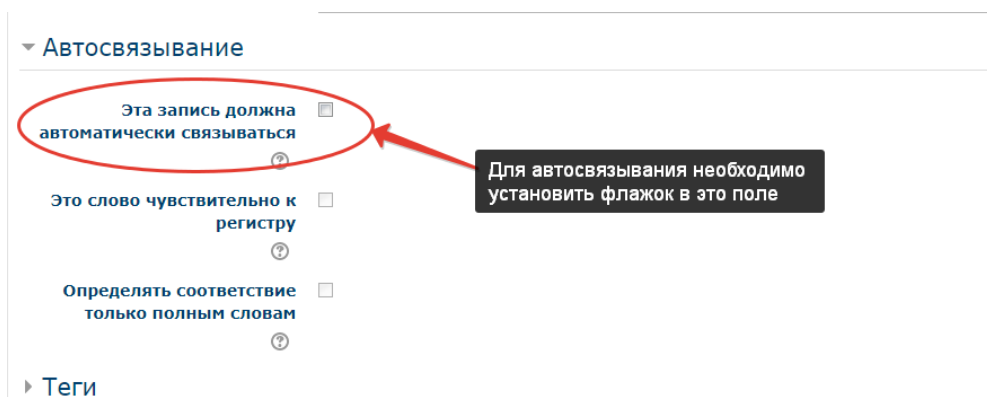 Автосвязывание
Эта запись должна
автоматически связываться
Для автосвязывания необходимо
установить флажок в это поле
Это слово чувствительно к
регистру
Определять соответствие
только полным словам
Теги